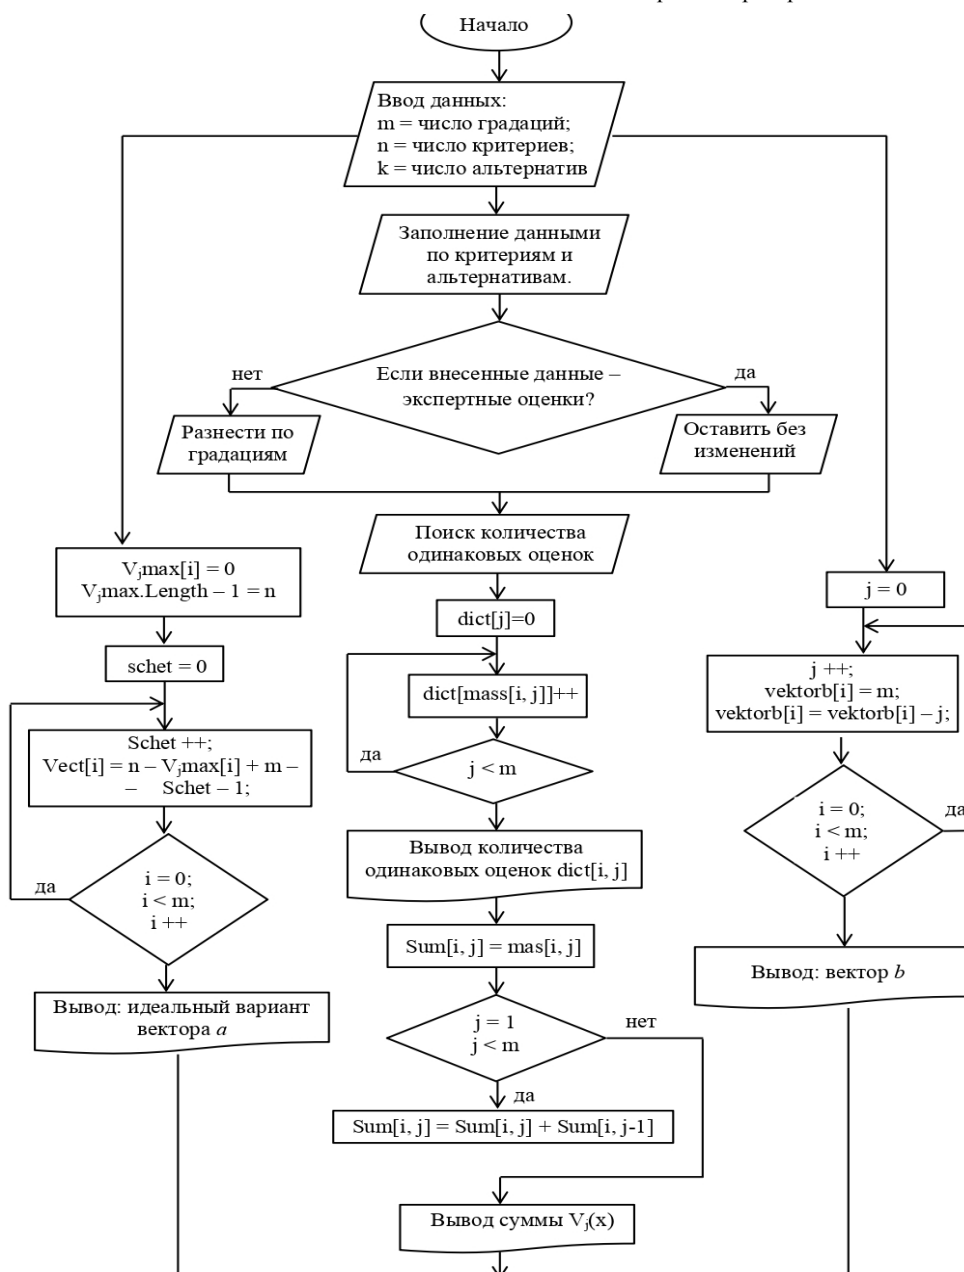 Начало
Ввод данных:
m = число градаций;
n = число критериев;
k = число альтернатив
Заполнение данными
по критериям и
альтернативам.
Если внесенные данные –
экспертные оценки?
нет
да
Разнести по
градациям
Оставить без
изменений
Поиск количества
одинаковых оценок
Vjmax[i] = 0
Vjmax.Length – 1 = n
schet = 0
Schet ++;
Vect[i] = n – Vjmax[i] + m –
– Schet – 1;
да
i = 0;
i < m;
i ++
Вывод: идеальный вариант
вектора a
dict[j]=0
dict[mass[i, j]]++
да
j < m
Вывод количества
одинаковых оценок dict[i, j]
Sum[i, j] = mas[i, j]
j = 1
j < m
нет
да
Sum[i, j] = Sum[i, j] + Sum[i, j-1]
Вывод суммы Vj(x)
j = 0
j ++;
vektorb[i] = m;
vektorb[i] = vektorb[i] – j;
i = 0;
i < m;
i ++
да
Вывод: вектор b